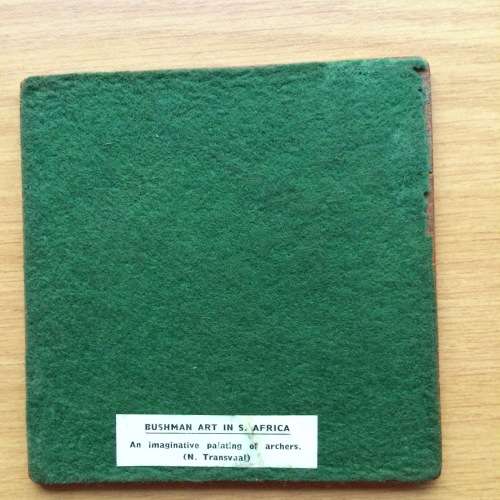 BUSHMAN ART IN S. AFRICA
An imaginative painting of archers.
(N. Transvaal)